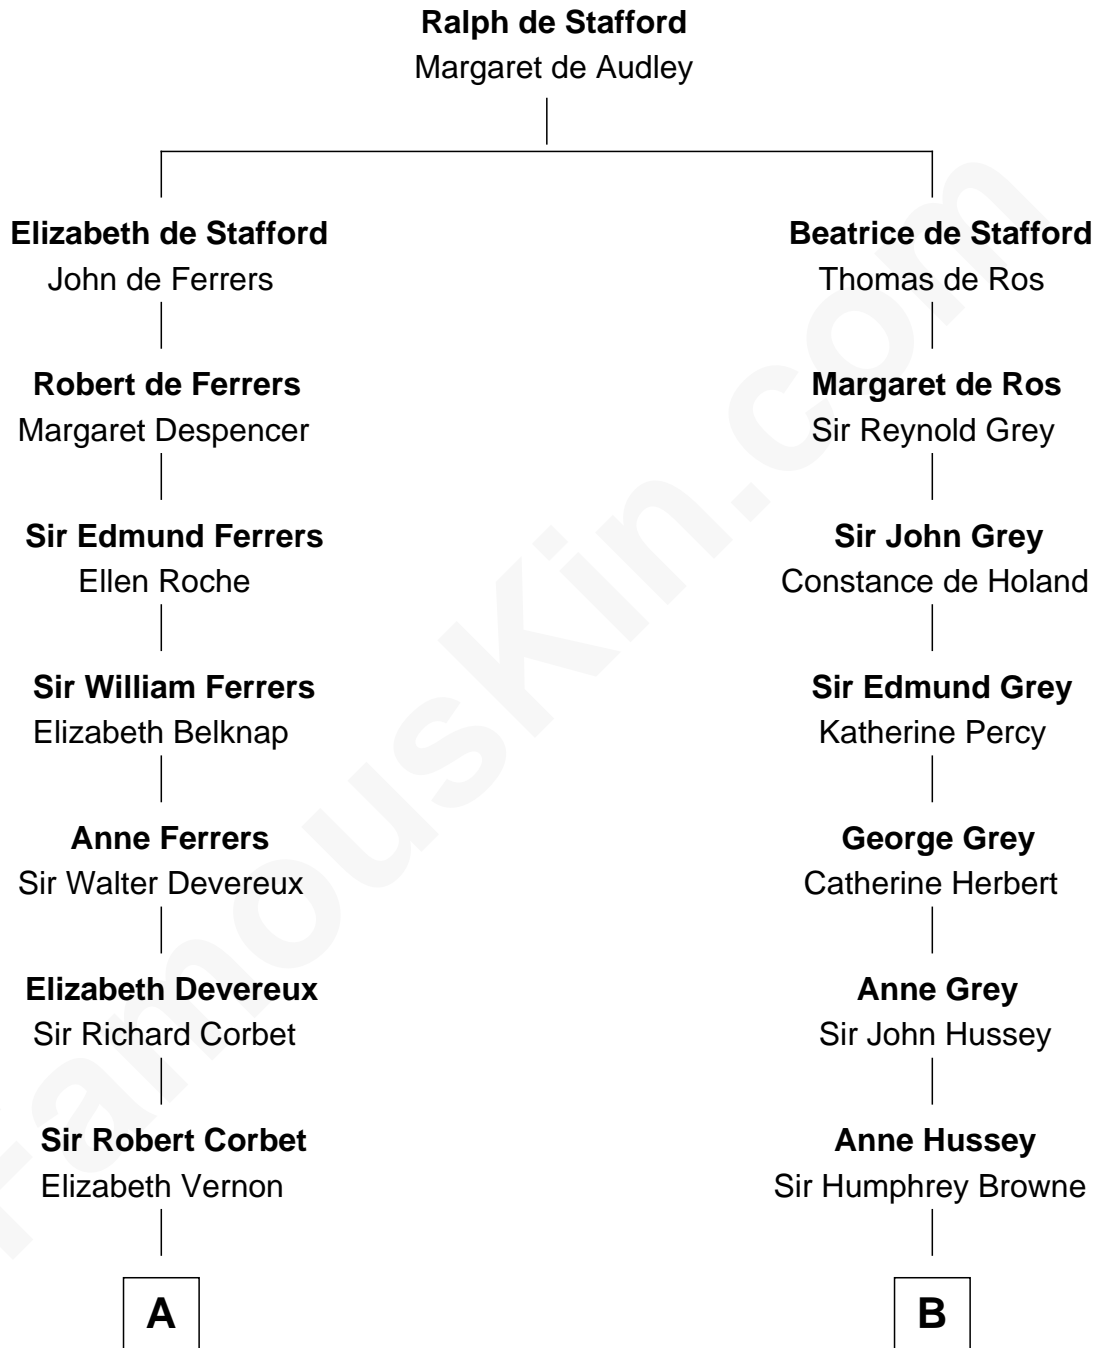 Ralph de Stafford
Margaret de Audley
Elizabeth de Stafford
John de Ferrers
Beatrice de Stafford
Thomas de Ros
Robert de Ferrers
Margaret Despencer
Margaret de Ros
Sir Reynold Grey
Sir Edmund Ferrers
Ellen Roche
Sir John Grey
Constance de Holand
Sir William Ferrers
Elizabeth Belknap
Sir Edmund Grey
Katherine Percy
Anne Ferrers
Sir Walter Devereux
George Grey
Catherine Herbert
Elizabeth Devereux
Sir Richard Corbet
Anne Grey
Sir John Hussey
Sir Robert Corbet
Elizabeth Vernon
Anne Hussey
Sir Humphrey Browne
A
B
FamousKin.com